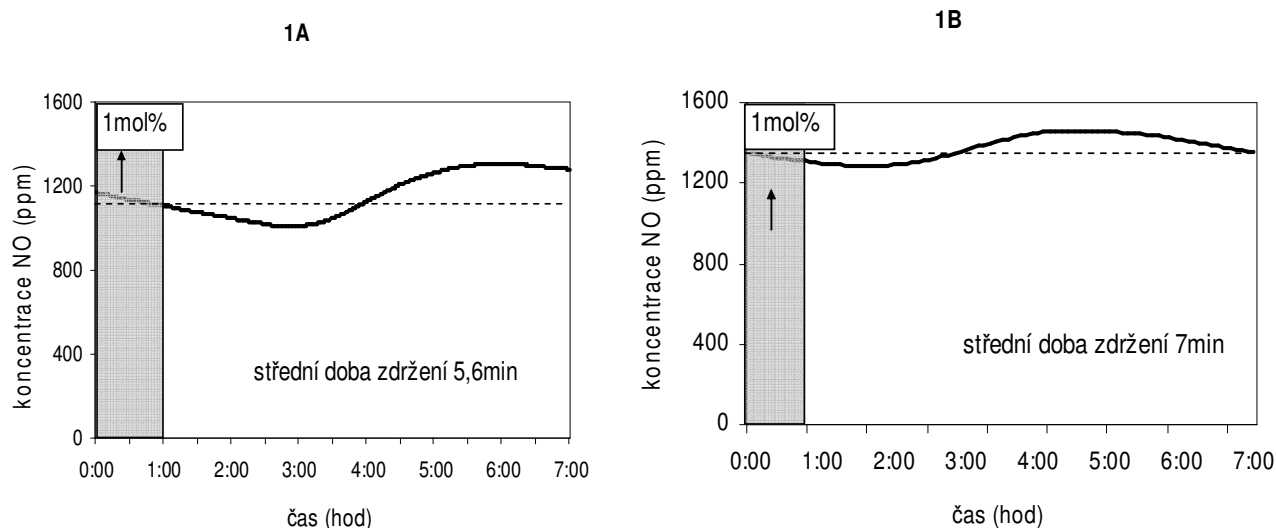 1A
1600
1mol%
1200
800
400
0
koncentrace NO (ppm)
střední doba zdržení 5,6min
0:00 1:00 2:00 3:00 4:00 5:00 6:00 7:00
čas (hod)
1B
1600
1mol%
1200
800
400
0
koncentrace NO (ppm)
střední doba zdržení 7min
0:00 1:00 2:00 3:00 4:00 5:00 7:00
čas (hod)